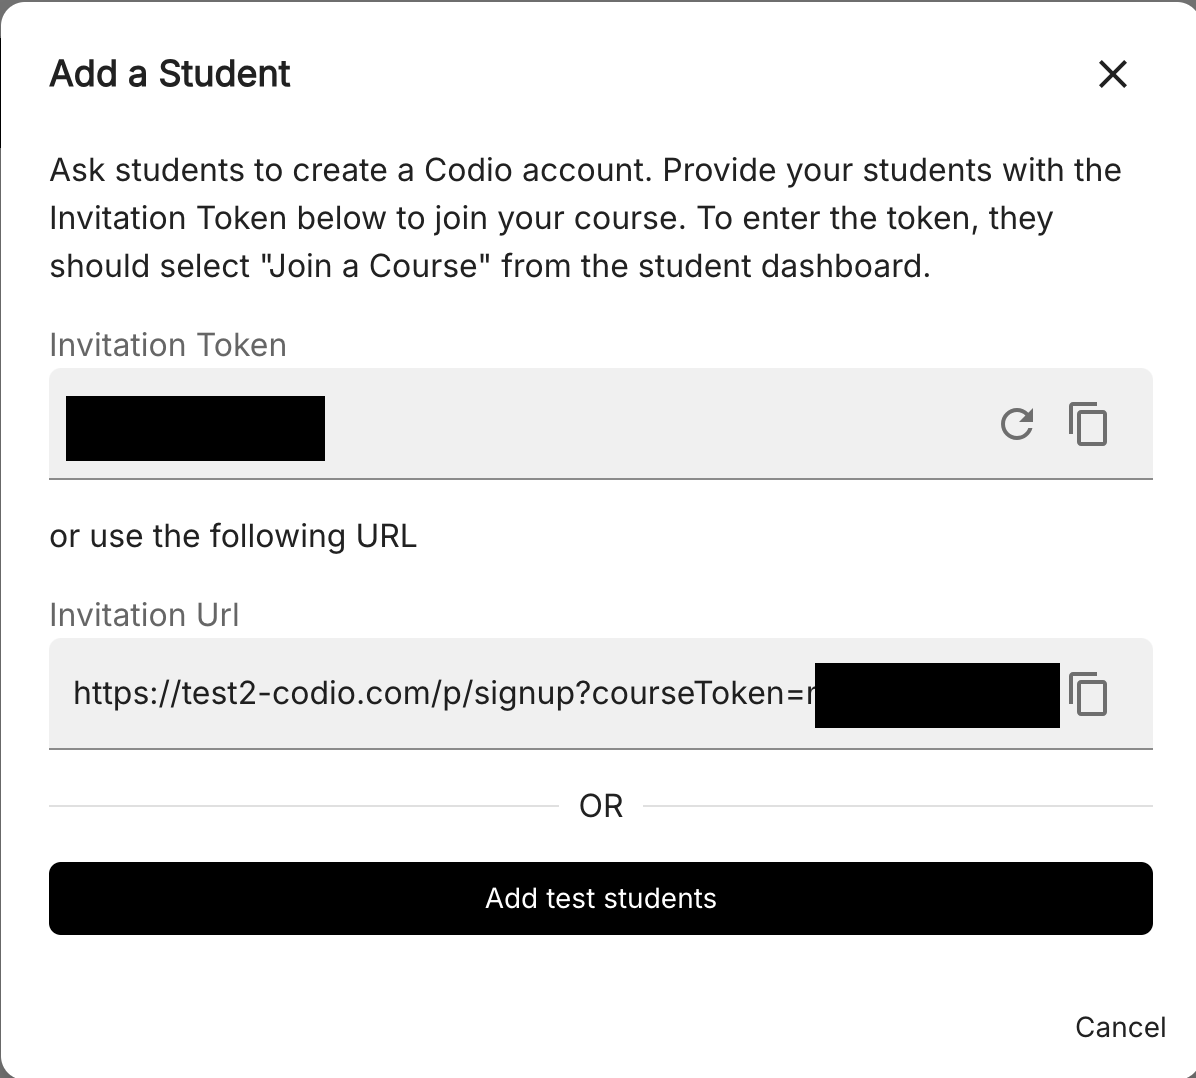 Add a Student
Ask students to create a Codio account. Provide your students with the
Invitation Token below to join your course. To enter the token, they
should select "Join a Course" from the student dashboard.
Invitation Token
or use the following URL
Invitation Url
https://test2-codio.com/p/signup?courseToken=
OR
Add test students
Cancel